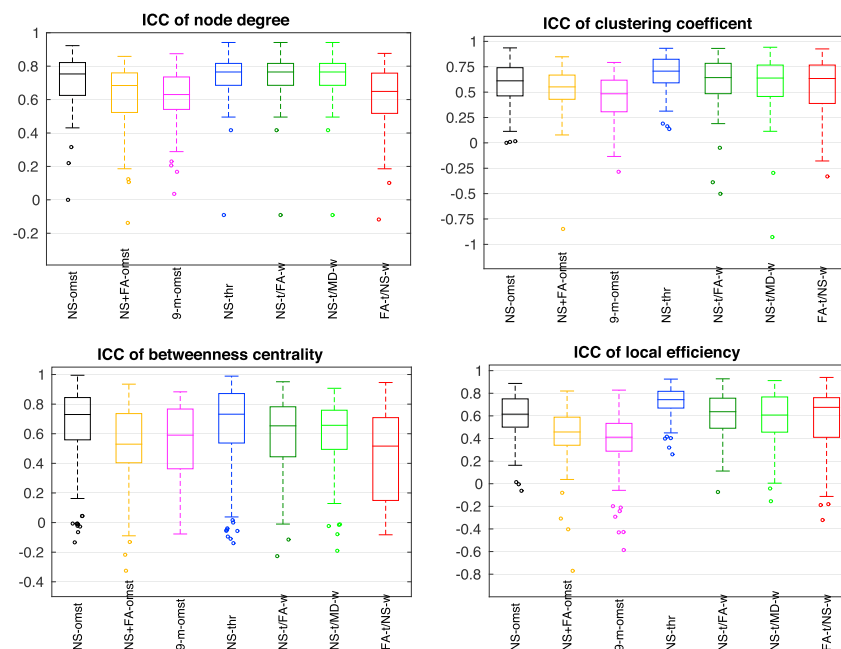 ICC of node degree
1
0.8
0.6
0.4
0.2
0
-0.2
NS-omst
NS+FA-omst
9-m-omst
NS-thr
NS-t/FA-w
NS-t/MD-w
FA-t/NS-w
ICC of clustering coefficent
1
0.75
0.5
0.25
0
-0.25
-0.5
-0.75
-1
NS-omst
NS+FA-omst
9-m-omst
NS-thr
NS-t/FA-w
NS-t/MD-w
FA-t/NS-w
ICC of betweenness centrality
1
0.8
0.6
0.4
0.2
0
-0.2
-0.4
NS-omst
NS+FA-omst
9-m-omst
NS-thr
NS-t/FA-w
NS-t/MD-w
FA-t/NS-w
ICC of local efficiency
1
0.8
0.6
0.4
0.2
0
-0.2
-0.4
-0.6
-0.8
NS-omst
NS+FA-omst
9-m-omst
NS-thr
NS-t/FA-w
NS-t/MD-w
FA-t/NS-w